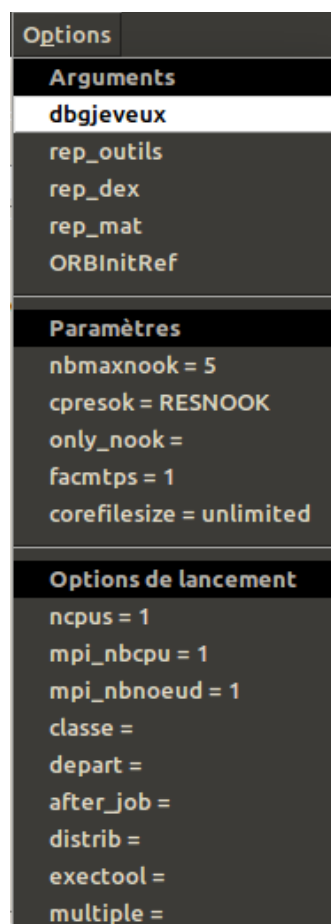 Options
Arguments
dbgjeveux
rep_outils
rep_dex
rep_mat
ORBInitRef
Paramètres
nbmaxnook = 5
cpresok = RESNOOK
only_nook =
facmtps = 1
corefilesize = unlimited
Options de lancement
ncpus = 1
mpi_nbcpu = 1
mpi_nbnoeud = 1
classe =
depart =
after_job =
distrib =
exectool =
multiple =